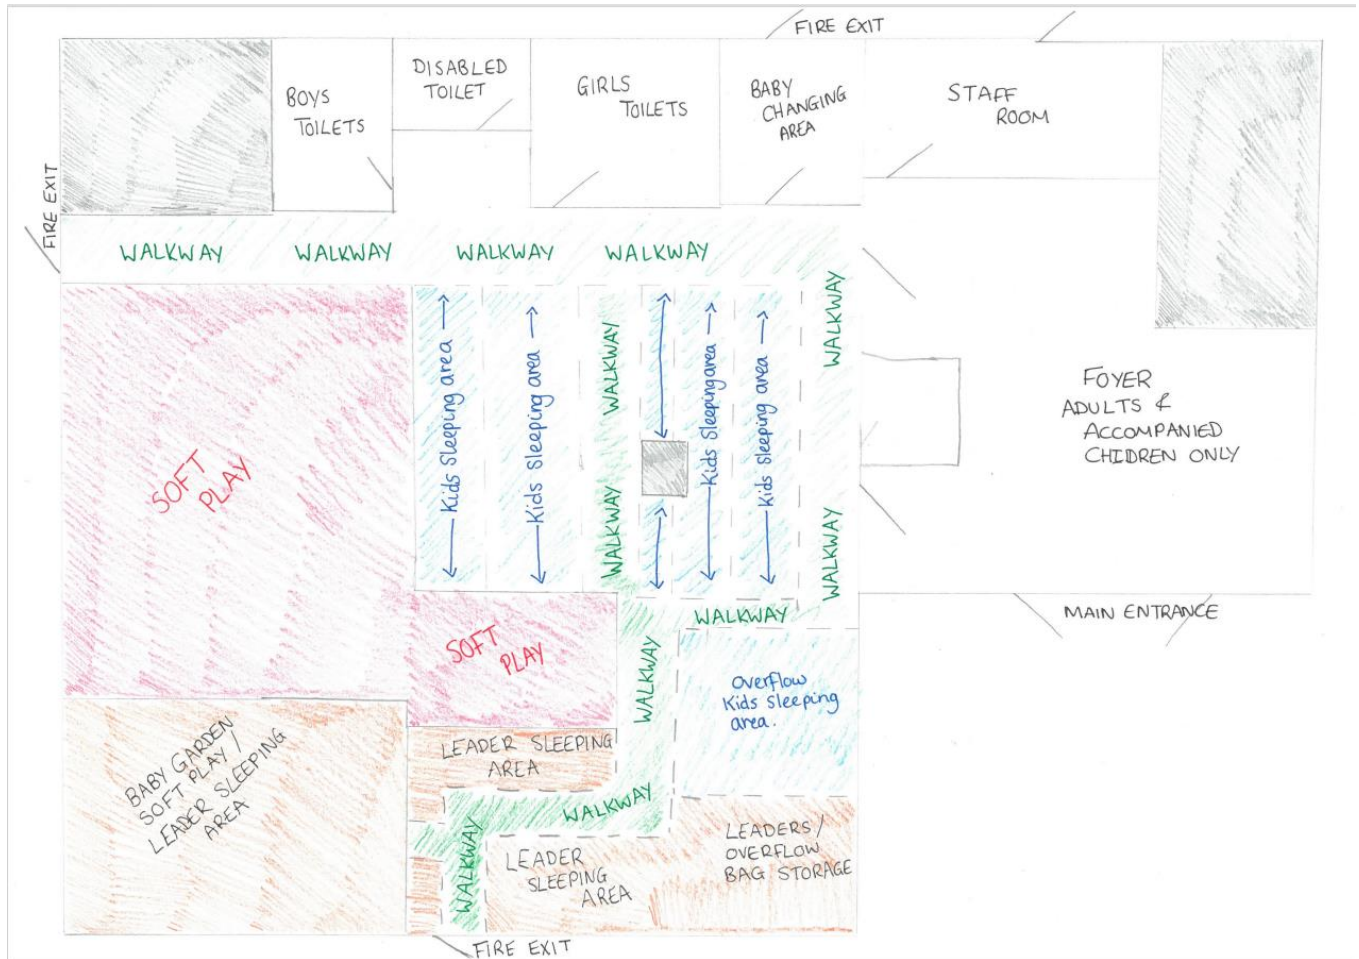 FIRE EXIT
BOYS
TOILETS
DISABLED
TOILET
GIRLS
TOILETS
BABY
CHANGING
AREA
STAFF
ROOM
FIRE EXIT
WALKWAY
WALKWAY
WALKWAY
WALKWAY
WALKWAY
WALKWAY
SOFT
PLAY
Kids Sleeping area
Kids Sleeping area
WALKWAY
WALKWAY
Kids Sleeping area
Kids Sleeping area
FOYER
ADULTS &
ACCOMPANIED
CHIDREN ONLY
MAIN ENTRANCE
WALKWAY
SOFT
PLAY
WALKWAY
Overflow
Kids Sleeping
area.
BABY GARDEN
SOFT PLAY /
LEADER SLEEPING
AREA
LEADER SLEEPING
AREA
WALKWAY
WALKWAY
LEADER
SLEEPING
AREA
LEADERS/
OVERFLOW
BAG STORAGE
FIRE EXIT